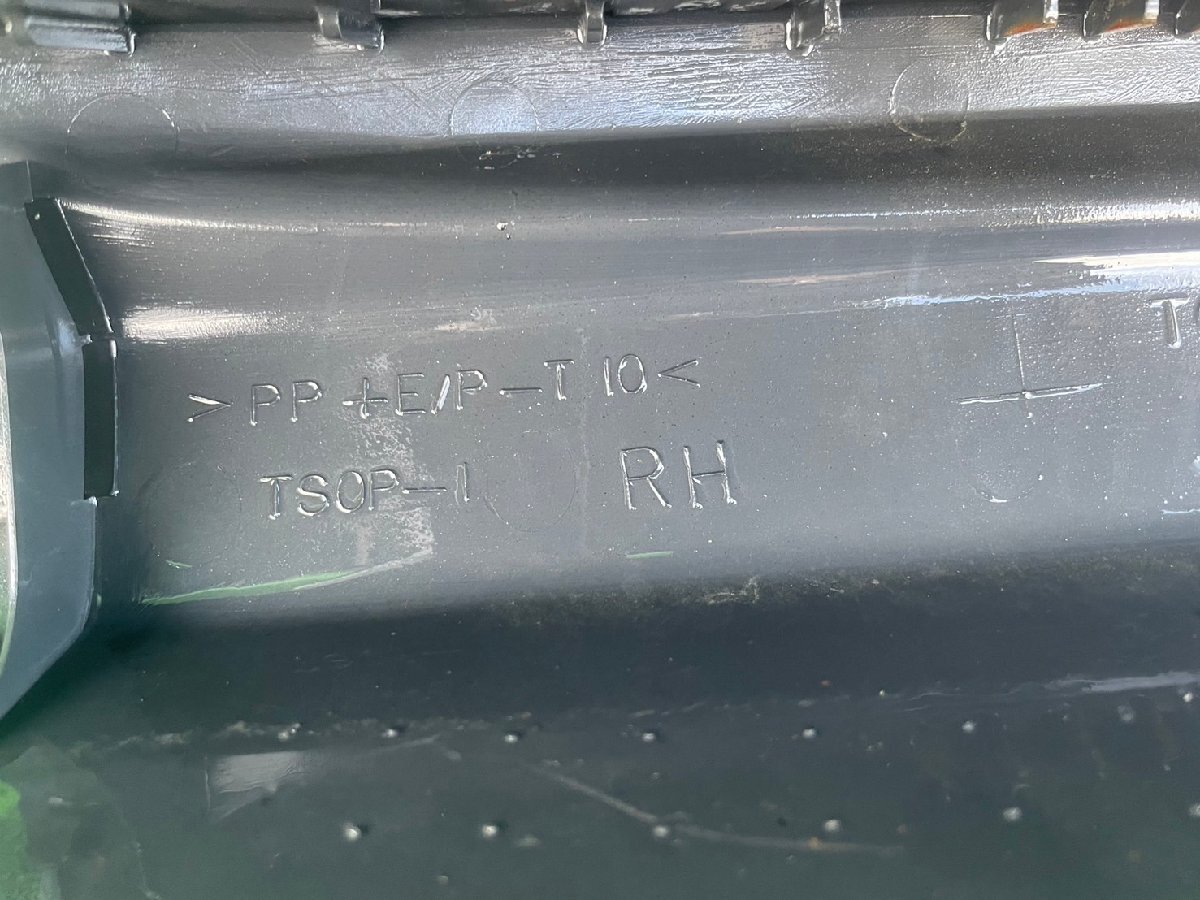 >PP+E/P-T10<
TSOP-1 RH
T